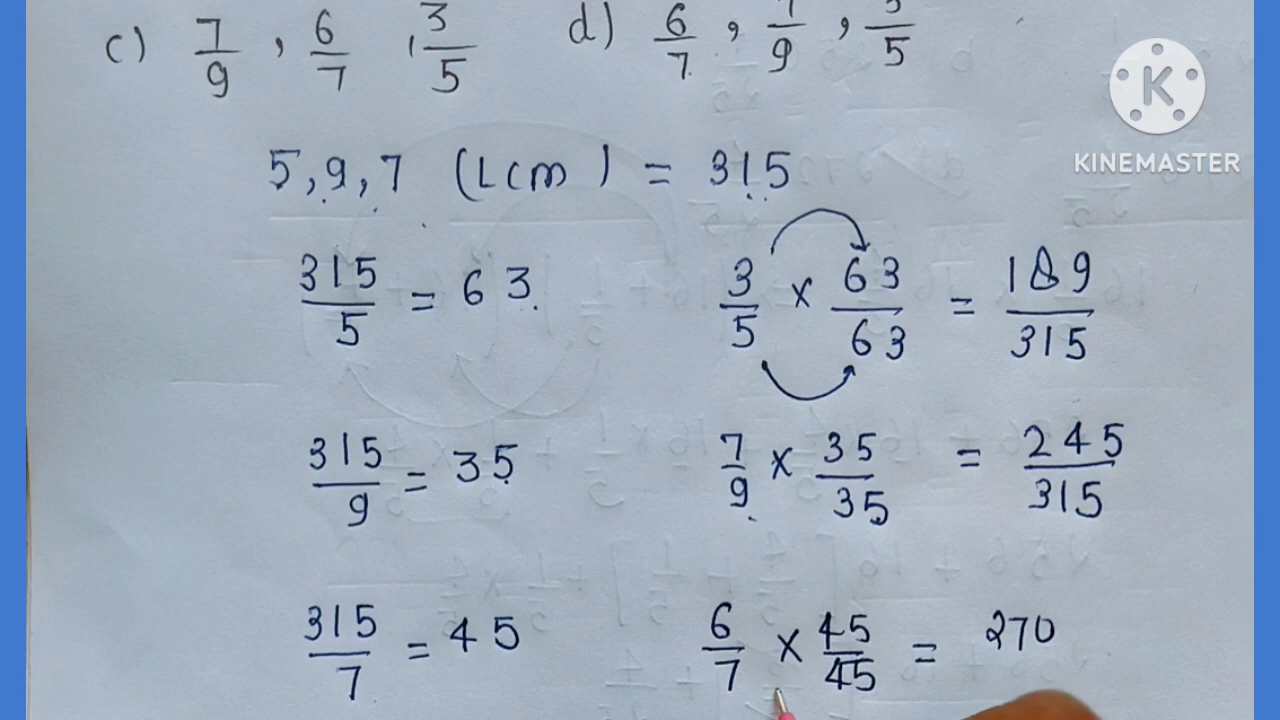 c) 7/9 , 6/7 , 3/5 d) 6/7 , 7/9 , 3/5
K
KINEMASTER
5, 9, 7 (Lcm) = 315
315/5 = 63 3/5 × 63/63 = 189/315
315/9 = 35 7/9 × 35/35 = 245/315
315/7 = 45 6/7 × 45/45 = 270